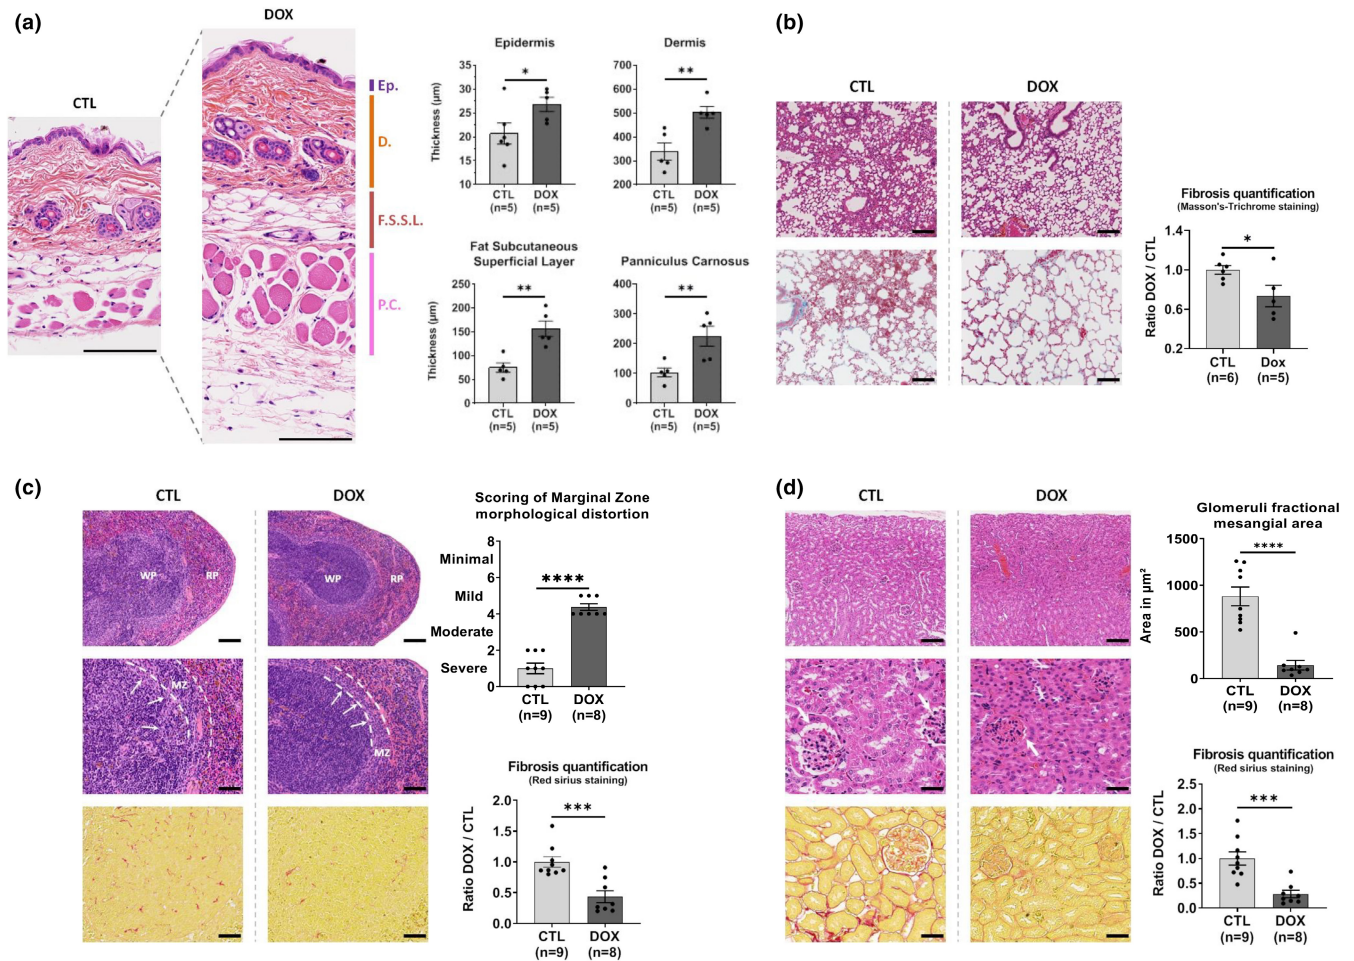 (a)
CTL
DOX
Ep.
D.
F.S.S.L.
P.C.
Epidermis
Thickness (µm)
35
30
25
20
15
10
*
CTL
(n=5)
DOX
(n=5)
Dermis
700
600
500
400
300
200
**
CTL
(n=5)
DOX
(n=5)
Fat Subcutaneous
Superficial Layer
Thickness (µm)
250
200
150
100
50
0
**
CTL
(n=5)
DOX
(n=5)
Panniculus Carnosus
400
300
200
100
0
**
CTL
(n=5)
DOX
(n=5)
(b)
CTL
DOX
Fibrosis quantification
(Masson's-Trichrome staining)
Ratio DOX / CTL
1.4
1.0
0.6
0.2
*
CTL
(n=6)
Dox
(n=5)
(c)
CTL
DOX
WP
RP
WP
RP
MZ
MZ
Scoring of Marginal Zone
morphological distortion
Minimal
Mild
Moderate
Severe
8
6
4
2
0
****
CTL
(n=9)
DOX
(n=8)
Fibrosis quantification
(Red sirius staining)
Ratio DOX / CTL
2.0
1.5
1.0
0.5
0.0
***
CTL
(n=9)
DOX
(n=8)
(d)
CTL
DOX
Glomeruli fractional
mesangial area
Area in µm²
1500
1000
500
0
****
CTL
(n=9)
DOX
(n=8)
Fibrosis quantification
(Red sirius staining)
Ratio DOX / CTL
2.5
2.0
1.5
1.0
0.5
0.0
***
CTL
(n=9)
DOX
(n=8)